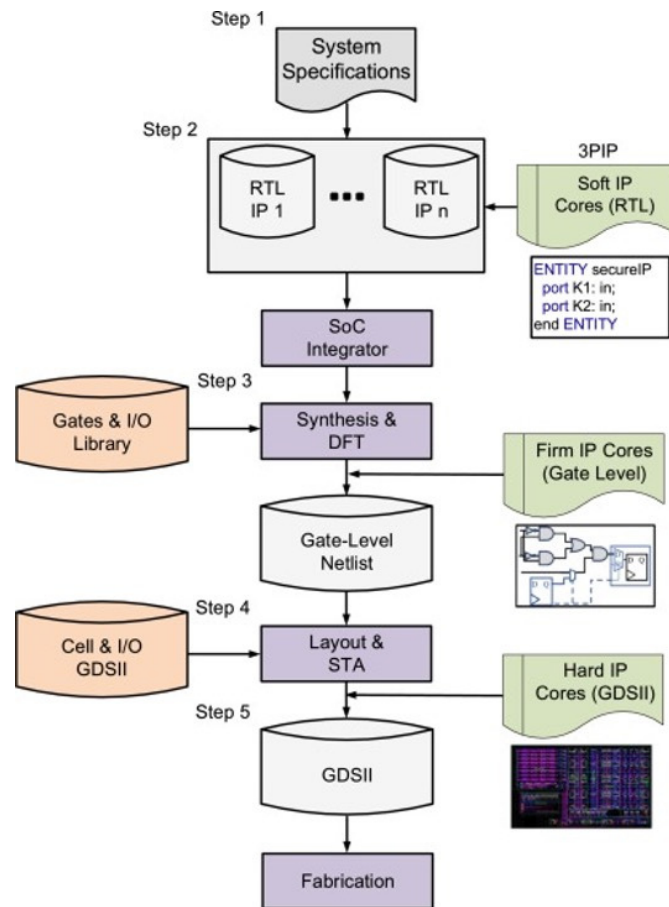 Step 1
System
Specifications
Step 2
RTL
IP 1
RTL
IP n
3PIP
Soft IP
Cores (RTL)
ENTITY secureIP
port K1: in;
port K2: in;
end ENTITY
SoC
Integrator
Step 3
Gates & I/O
Library
Synthesis &
DFT
Firm IP Cores
(Gate Level)
Gate-Level
Netlist
Step 4
Cell & I/O
GDSII
Layout &
STA
Hard IP
Cores (GDSII)
Step 5
GDSII
Fabrication